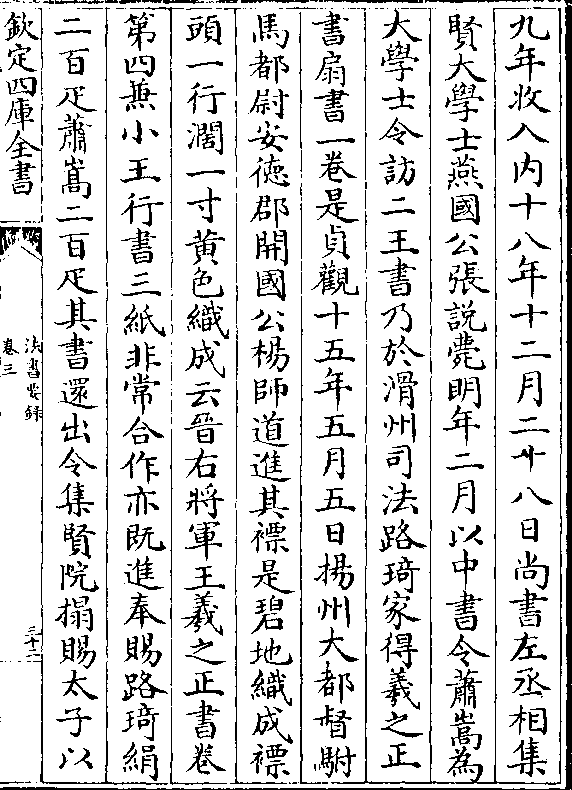 九年收入内十八年十二月二十八日尚書左丞相集
賢大學士燕國公張説薨明年二月以中書令蕭嵩為
大學士令訪二王書乃於滑州司法路琦家得羲之正
書扇書一卷是貞觀十五年五月五日揚州大都督駙
馬都尉安徳郡開國公楊師道進其褾是碧地織成褾
頭一行濶一寸黄色織成云晉右將軍王羲之正書卷
第四兼小王行書三紙非常合作亦既進奉賜路琦絹
二百疋蕭嵩二百疋其書還出令集賢院搨賜太子以
欽定四庫全書
法書要録
卷三
三十三